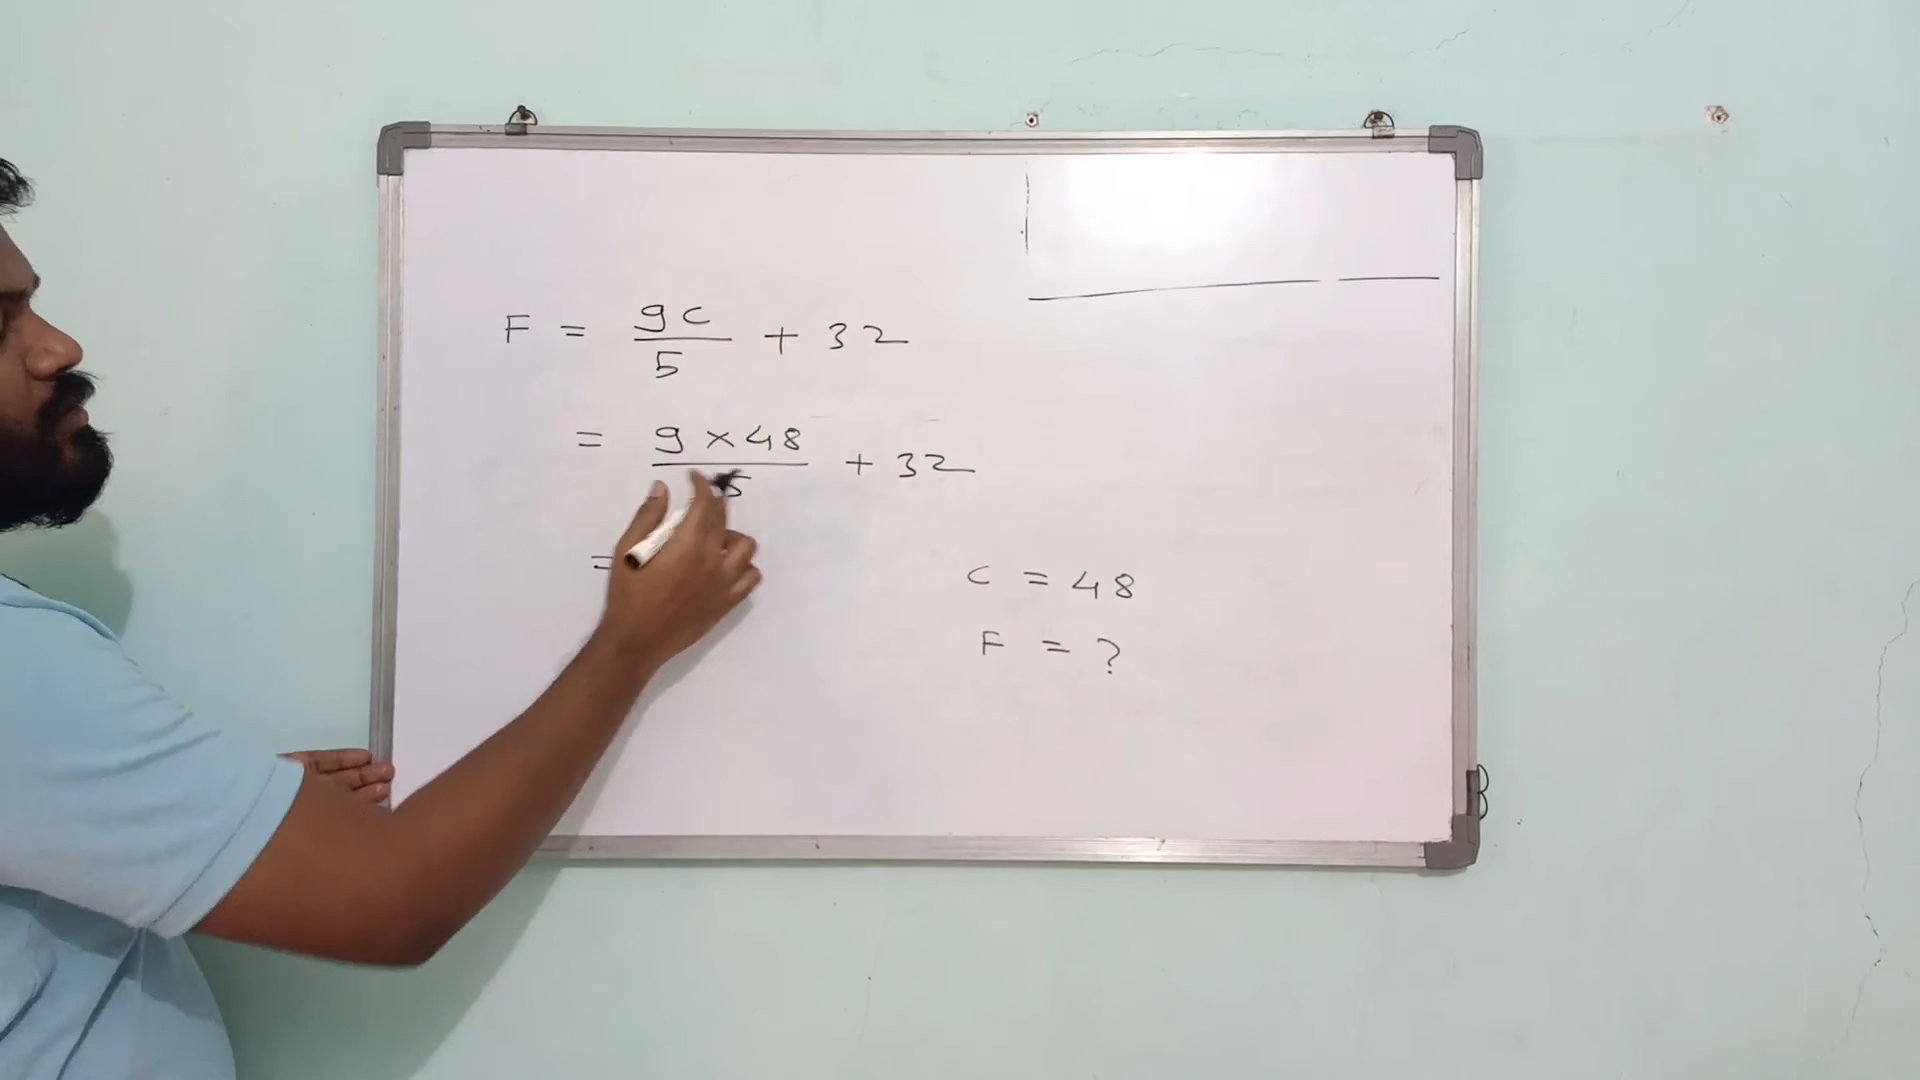 F = 9C/5 + 32
= 9 × 48/5 + 32
=
C = 48
F = ?